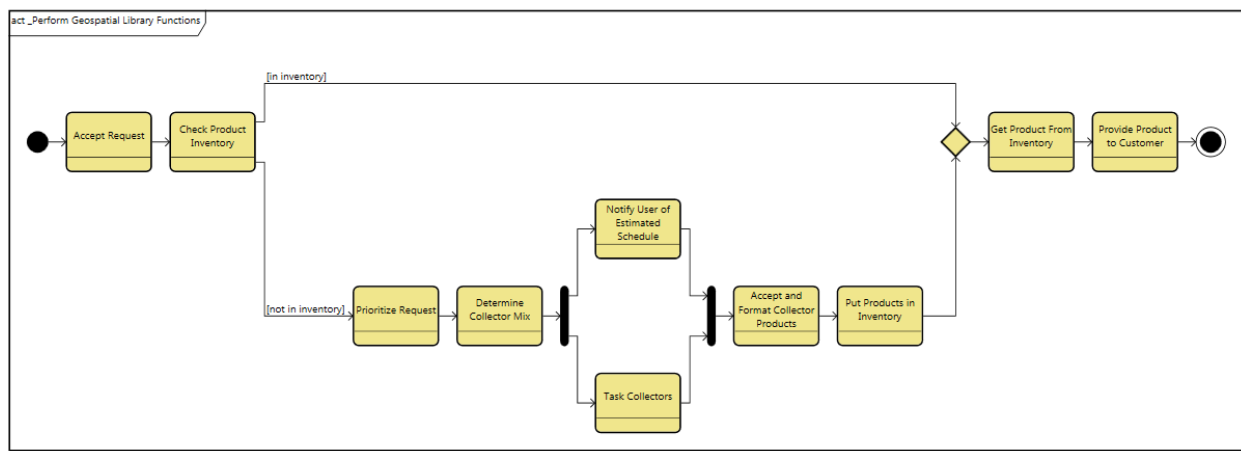 act _Perform Geospatial Library Functions
[in inventory]
Accept Request
Check Product
Inventory
Get Product From
Inventory
Provide Product
to Customer
Notify User of
Estimated
Schedule
[not in inventory]
Prioritize Request
Determine
Collector Mix
Accept and
Format Collector
Products
Put Products in
Inventory
Task Collectors